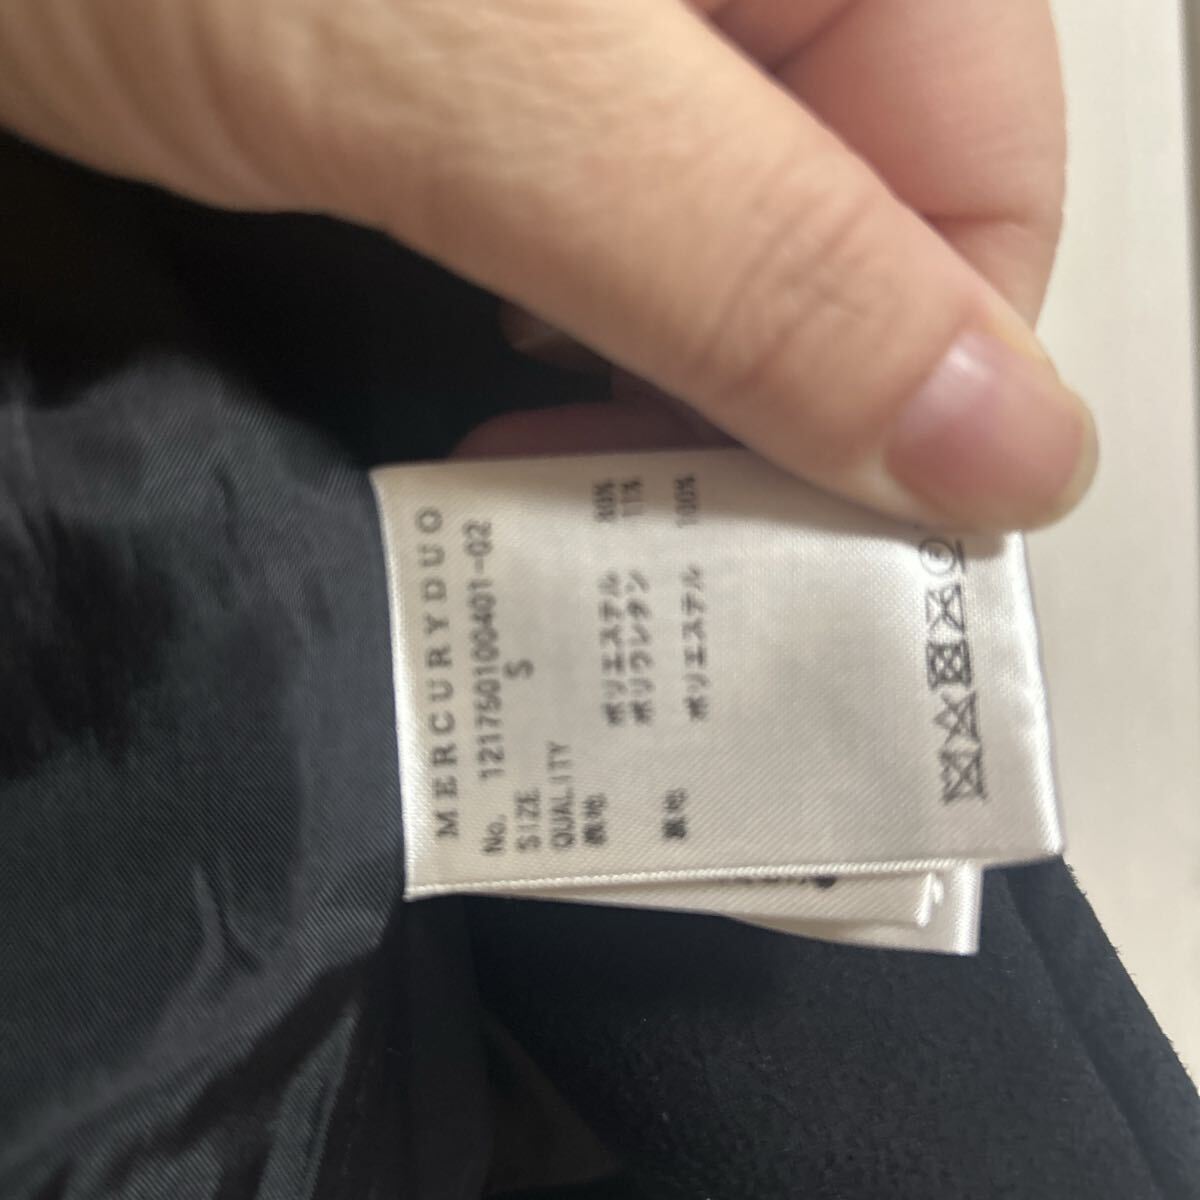 MERCURYDUO
No. 121750100401-02
SIZE S
QUALITY
表地 ポリエステル
ポリウレタン 11%
裏地 ポリエステル 100%